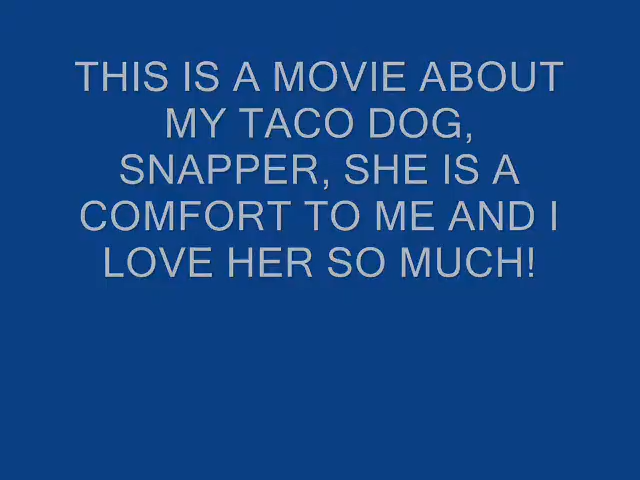 THIS IS A MOVIE ABOUT
MY TACO DOG,
SNAPPER, SHE IS A
COMFORT TO ME AND I
LOVE HER SO MUCH!